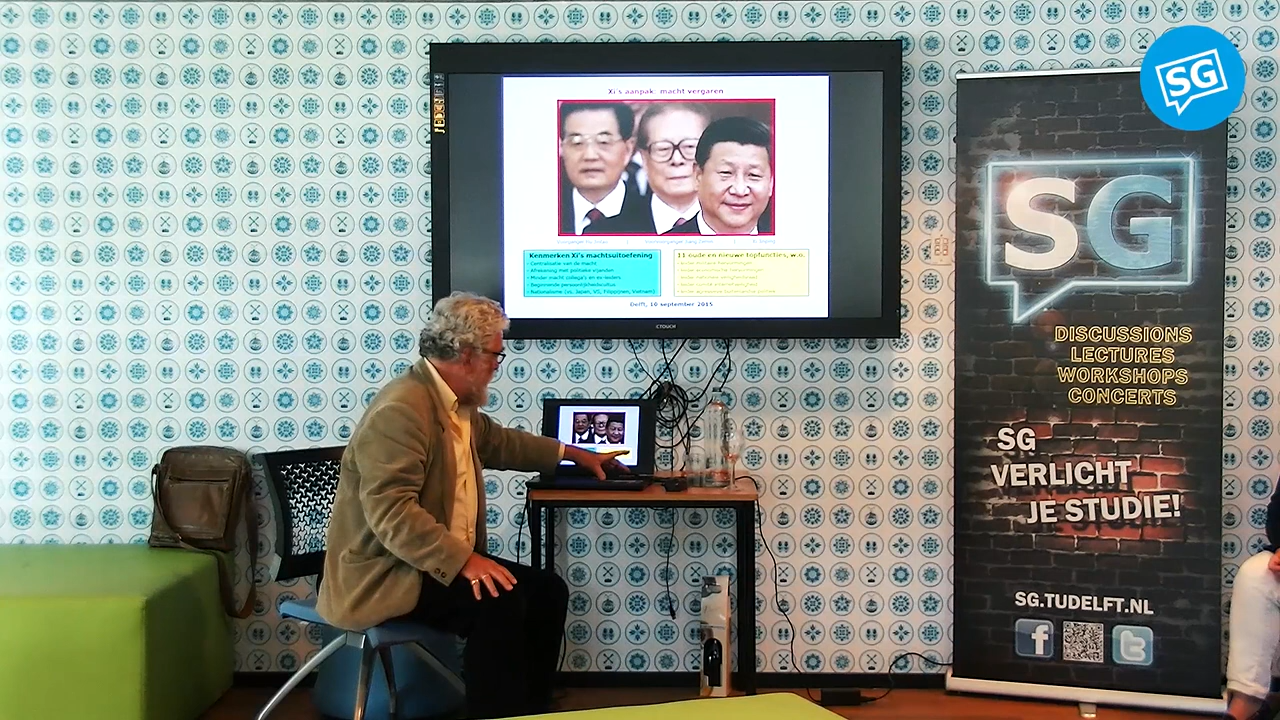 Xi's aanpak: macht vergaren
Kenmerken Xi's machtsuitoefening
- Centralisatie van de macht
- Afrekening met politieke vijanden
- Minder macht collega's en ex-leiders
- Beginnende persoonlijkheidscultus
- Nationalisme (vs. Japan, VS, Filippijnen, Vietnam)
11 oude en nieuwe topfuncties, w.o.
Delft, 10 september 2015
CTOUCH
SG
SG
DISCUSSIONS
LECTURES
WORKSHOPS
CONCERTS
SG
VERLICHT
JE STUDIE!
SG.TUDELFT.NL
f
t